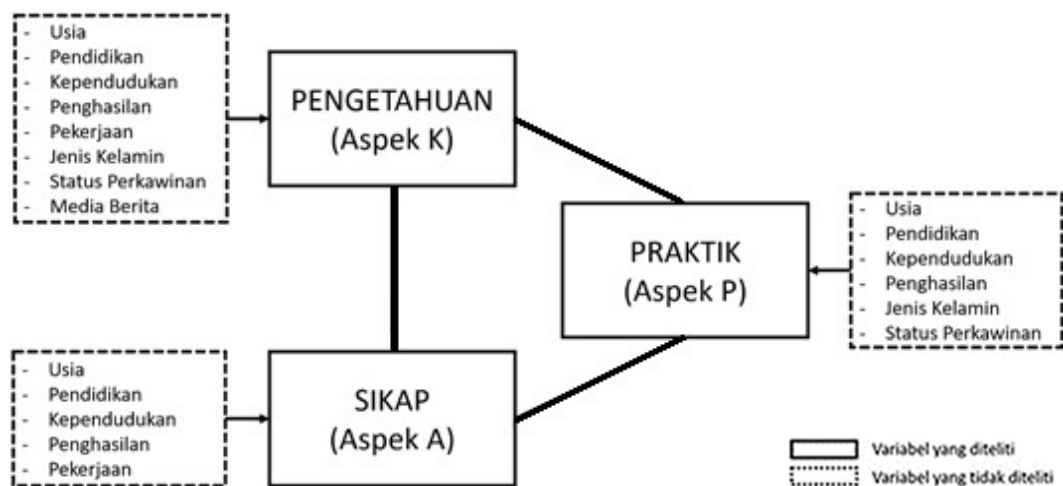 - Usia
- Pendidikan
- Kependudukan
- Penghasilan
- Pekerjaan
- Jenis Kelamin
- Status Perkawinan
- Media Berita
PENGETAHUAN
(Aspek K)
PRAKTIK
(Aspek P)
- Usia
- Pendidikan
- Kependudukan
- Penghasilan
- Jenis Kelamin
- Status Perkawinan
- Usia
- Pendidikan
- Kependudukan
- Penghasilan
- Pekerjaan
SIKAP
(Aspek A)
Variabel yang diteliti
Variabel yang tidak diteliti